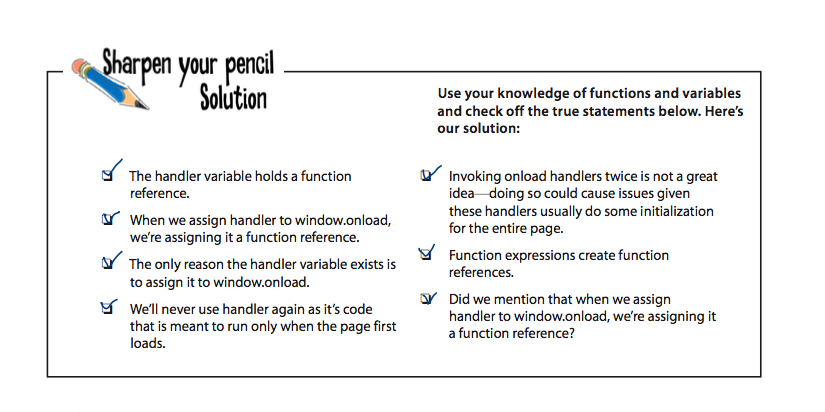 Sharpen your pencil
Solution
Use your knowledge of functions and variables
and check off the true statements below. Here’s
our solution:
The handler variable holds a function
reference.
When we assign handler to window.onload,
we’re assigning it a function reference.
The only reason the handler variable exists is
to assign it to window.onload.
We’ll never use handler again as it’s code
that is meant to run only when the page first
loads.
Invoking onload handlers twice is not a great
idea—doing so could cause issues given
these handlers usually do some initialization
for the entire page.
Function expressions create function
references.
Did we mention that when we assign
handler to window.onload, we’re assigning it
a function reference?